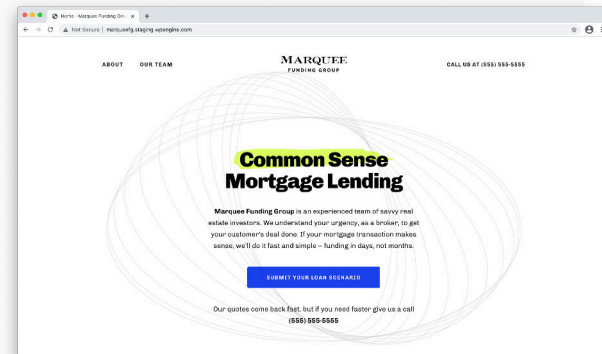 Home - Marquee Funding Gro
Not Secure | marqueefg.staging.wpengine.com
ABOUT OUR TEAM MARQUEE CALL US AT (555) 555-5555
FUNDING GROUP
Common Sense
Mortgage Lending
Marquee Funding Group is an experienced team of savvy real
estate investors. We understand your urgency, as a broker, to get
your customer's deal done. If your mortgage transaction makes
sense, we'll do it fast and simple – funding in days, not months.
SUBMIT YOUR LOAN SCENARIO
Our quotes come back fast, but if you need faster give us a call
(555) 555-5555